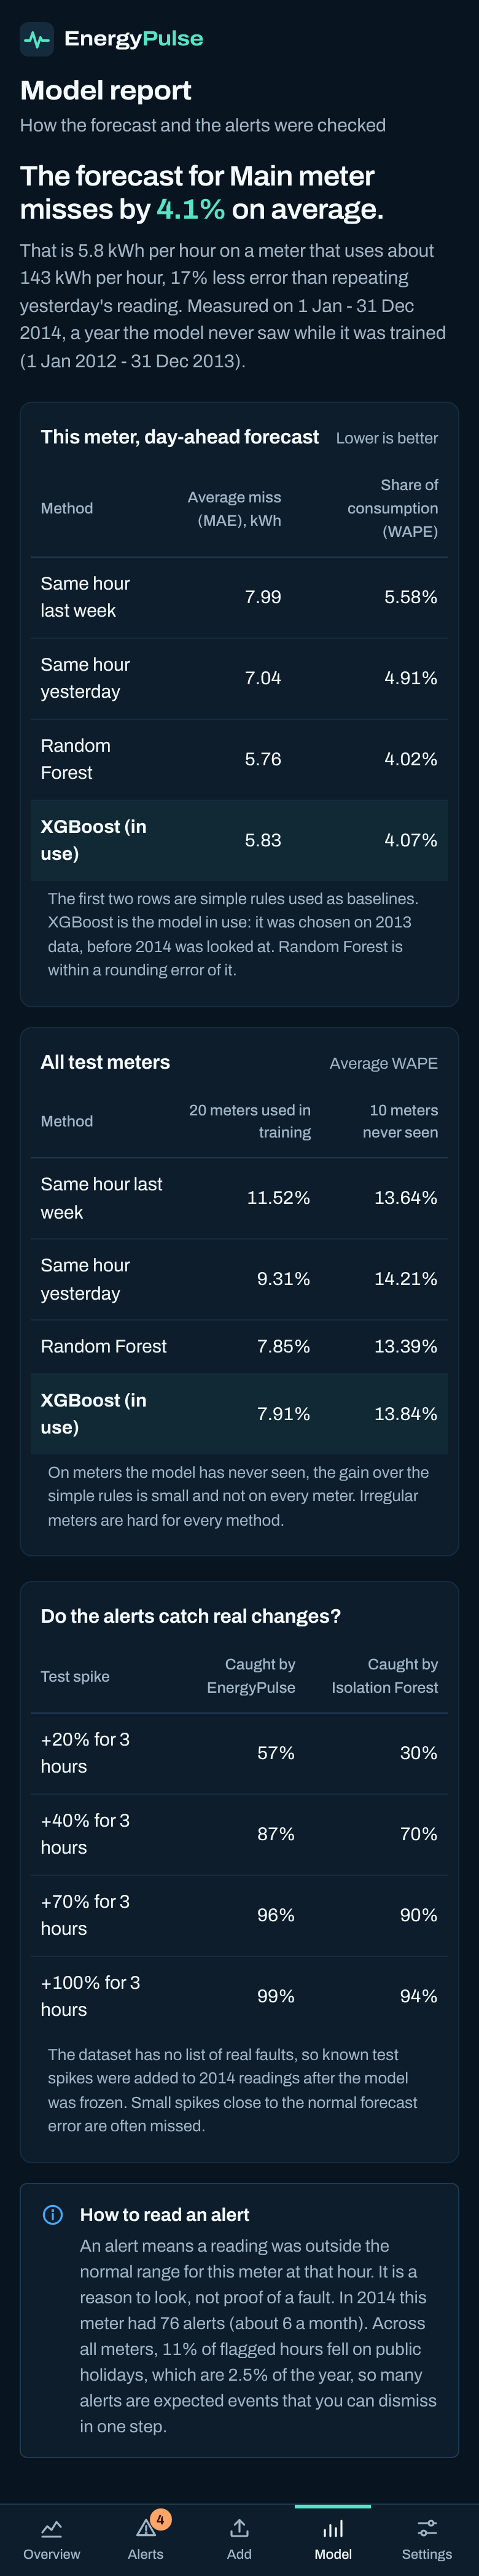 EnergyPulse
Model report
How the forecast and the alerts were checked
The forecast for Main meter
misses by 4.1% on average.
That is 5.8 kWh per hour on a meter that uses about
143 kWh per hour, 17% less error than repeating
yesterday's reading. Measured on 1 Jan - 31 Dec
2014, a year the model never saw while it was trained
(1 Jan 2012 - 31 Dec 2013).
This meter, day-ahead forecast Lower is better
Method Average miss (MAE), kWh Share of consumption (WAPE)
Same hour last week 7.99 5.58%
Same hour yesterday 7.04 4.91%
Random Forest 5.76 4.02%
XGBoost (in use) 5.83 4.07%
The first two rows are simple rules used as baselines.
XGBoost is the model in use: it was chosen on 2013
data, before 2014 was looked at. Random Forest is
within a rounding error of it.
All test meters Average WAPE
Method 20 meters used in training 10 meters never seen
Same hour last week 11.52% 13.64%
Same hour yesterday 9.31% 14.21%
Random Forest 7.85% 13.39%
XGBoost (in use) 7.91% 13.84%
On meters the model has never seen, the gain over the
simple rules is small and not on every meter. Irregular
meters are hard for every method.
Do the alerts catch real changes?
Test spike Caught by EnergyPulse Caught by Isolation Forest
+20% for 3 hours 57% 30%
+40% for 3 hours 87% 70%
+70% for 3 hours 96% 90%
+100% for 3 hours 99% 94%
The dataset has no list of real faults, so known test
spikes were added to 2014 readings after the model
was frozen. Small spikes close to the normal forecast
error are often missed.
How to read an alert
An alert means a reading was outside the
normal range for this meter at that hour. It is a
reason to look, not proof of a fault. In 2014 this
meter had 76 alerts (about 6 a month). Across
all meters, 11% of flagged hours fell on public
holidays, which are 2.5% of the year, so many
alerts are expected events that you can dismiss
in one step.
4
Overview Alerts Add Model Settings